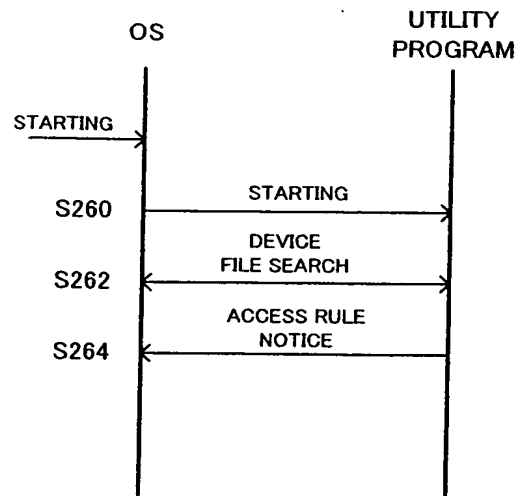 OS
UTILITY
PROGRAM
STARTING
S260
STARTING
S262
DEVICE
FILE SEARCH
S264
ACCESS RULE
NOTICE